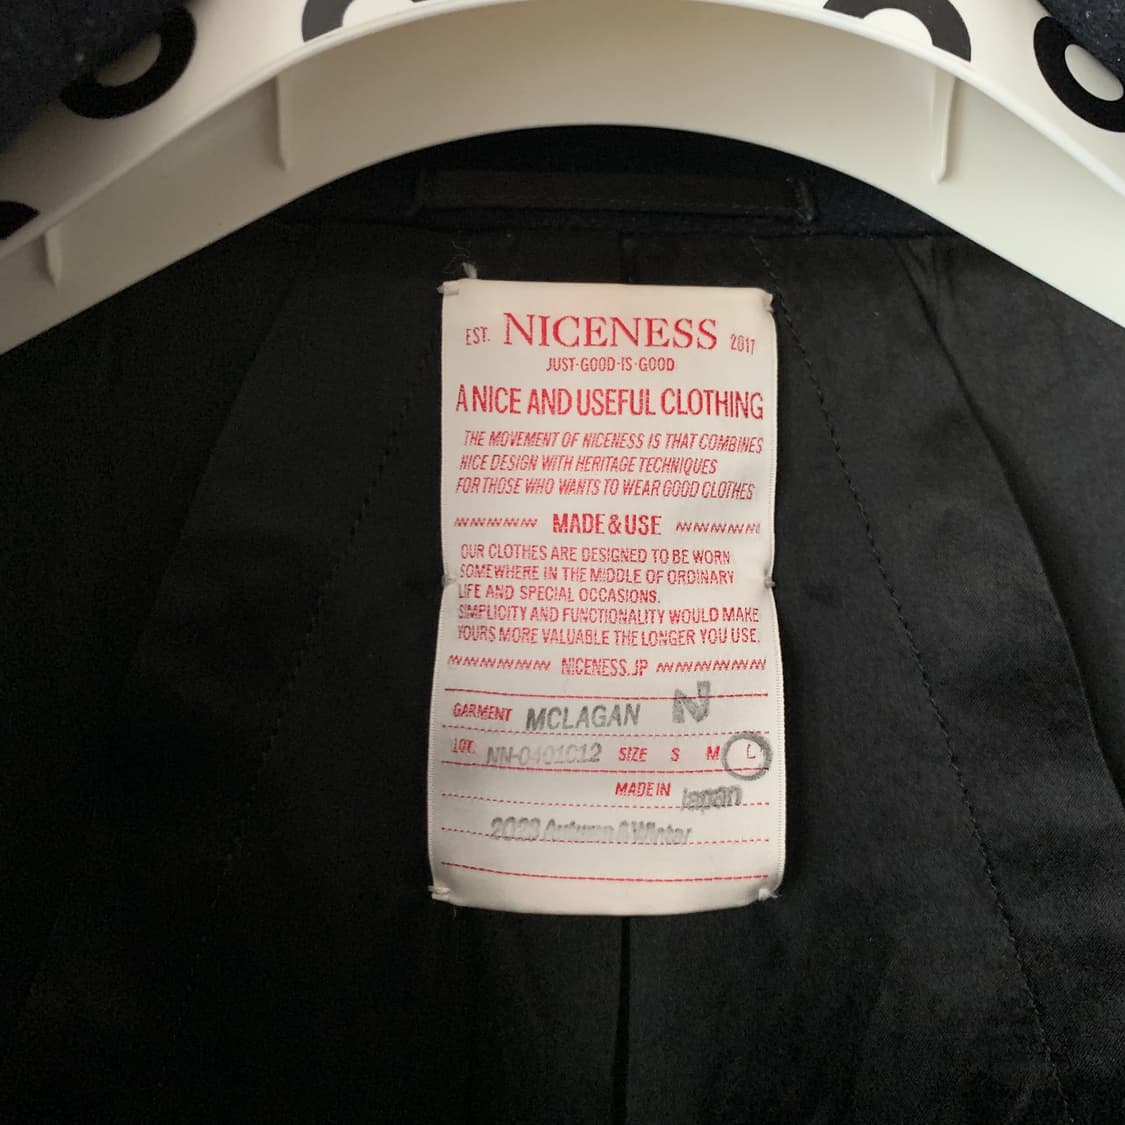 EST. NICENESS 2017
JUST-GOOD-IS-GOOD
A NICE AND USEFUL CLOTHING
THE MOVEMENT OF NICENESS IS THAT COMBINES
NICE DESIGN WITH HERITAGE TECHNIQUES
FOR THOSE WHO WANTS TO WEAR GOOD CLOTHES
MADE & USE
OUR CLOTHES ARE DESIGNED TO BE WORN
SOMEWHERE IN THE MIDDLE OF ORDINARY
LIFE AND SPECIAL OCCASIONS.
SIMPLICITY AND FUNCTIONALITY WOULD MAKE
YOURS MORE VALUABLE THE LONGER YOU USE.
NICENESS.JP
GARMENT MCLAGAN N
LOT. SIZE S M L
MADE IN Japan
Autumn & Winter